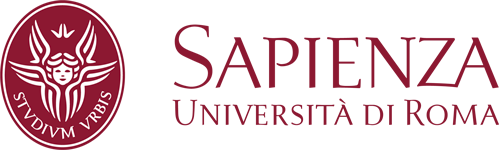 STVDIVM VRBIS
SAPIENZA
UNIVERSITÀ DI ROMA